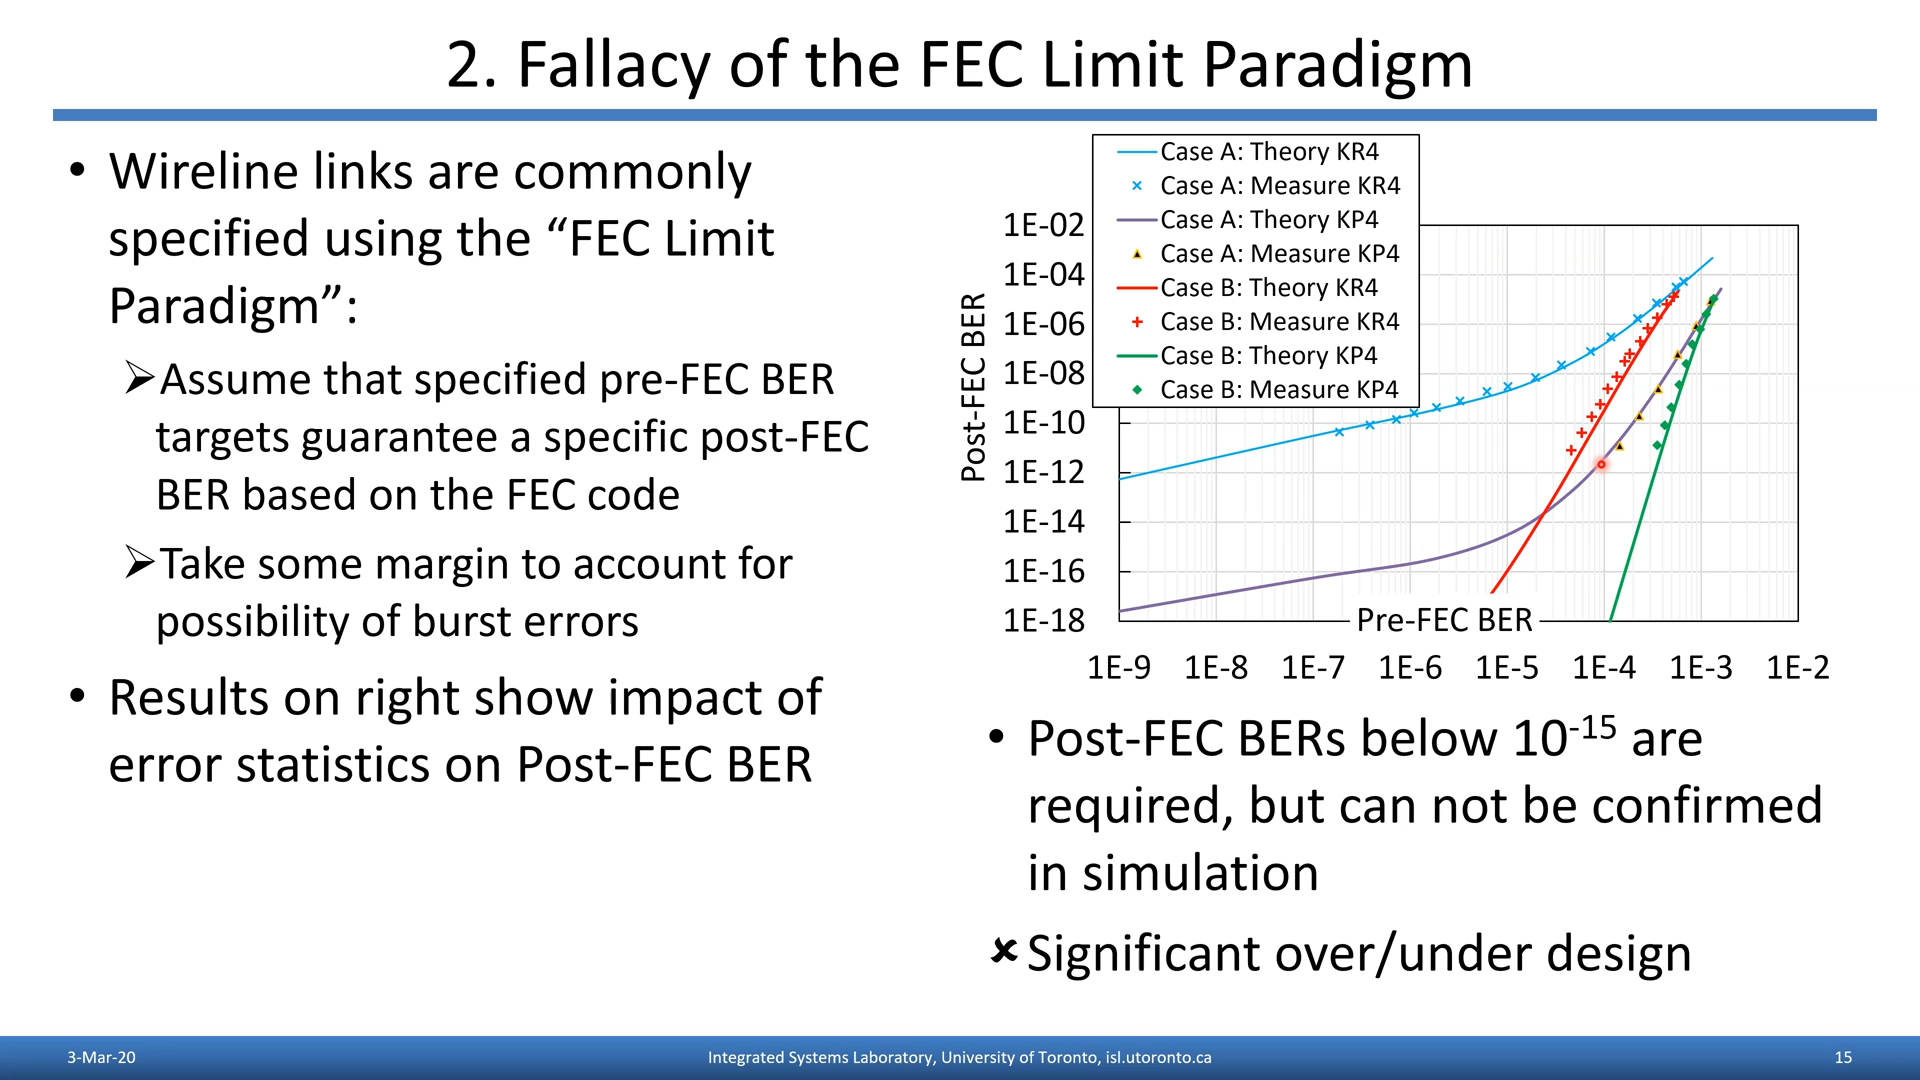 2. Fallacy of the FEC Limit Paradigm
• Wireline links are commonly
specified using the “FEC Limit
Paradigm”:
➢Assume that specified pre-FEC BER
targets guarantee a specific post-FEC
BER based on the FEC code
➢Take some margin to account for
possibility of burst errors
• Results on right show impact of
error statistics on Post-FEC BER
Case A: Theory KR4
Case A: Measure KR4
Case A: Theory KP4
Case A: Measure KP4
Case B: Theory KR4
Case B: Measure KR4
Case B: Theory KP4
Case B: Measure KP4
Post-FEC BER
1E-02
1E-04
1E-06
1E-08
1E-10
1E-12
1E-14
1E-16
1E-18
Pre-FEC BER
1E-9 1E-8 1E-7 1E-6 1E-5 1E-4 1E-3 1E-2
• Post-FEC BERs below 10⁻¹⁵ are
required, but can not be confirmed
in simulation
✘Significant over/under design
3-Mar-20
Integrated Systems Laboratory, University of Toronto, isl.utoronto.ca
15